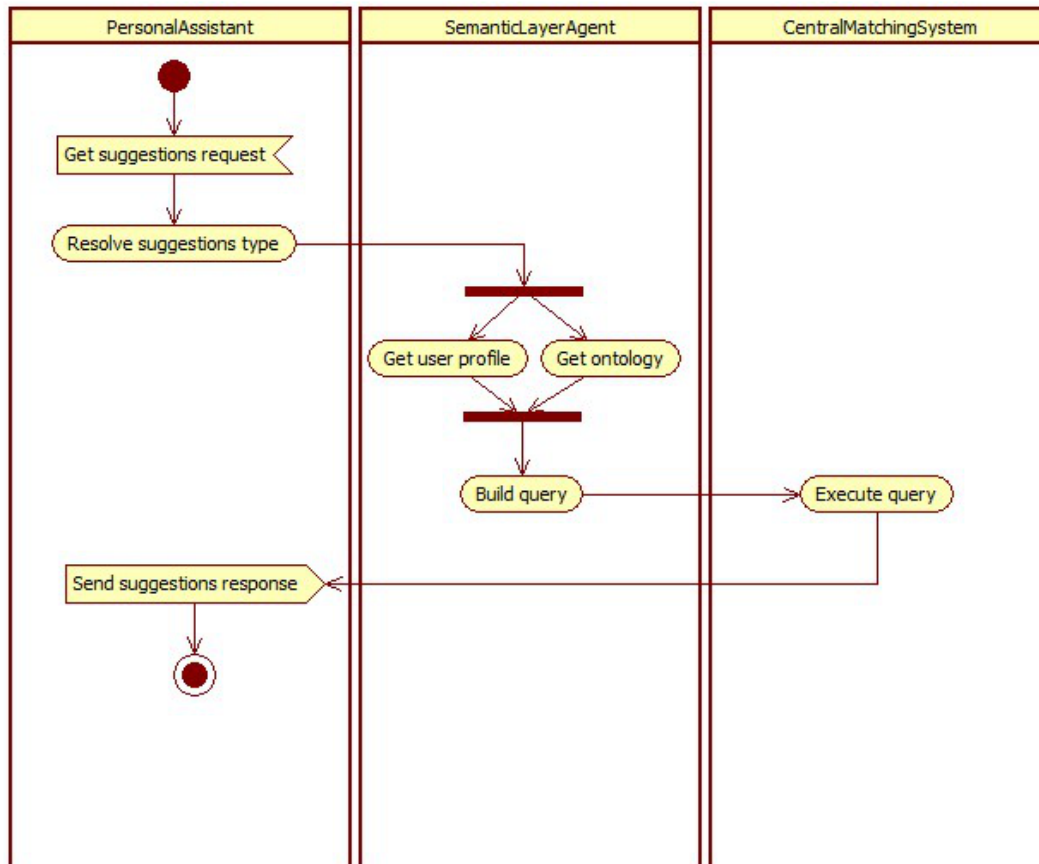 PersonalAssistant
SemanticLayerAgent
CentralMatchingSystem
Get suggestions request
Resolve suggestions type
Get user profile
Get ontology
Build query
Execute query
Send suggestions response